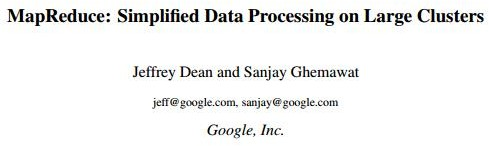 MapReduce: Simplified Data Processing on Large Clusters
Jeffrey Dean and Sanjay Ghemawat
jeff@google.com, sanjay@google.com
Google, Inc.